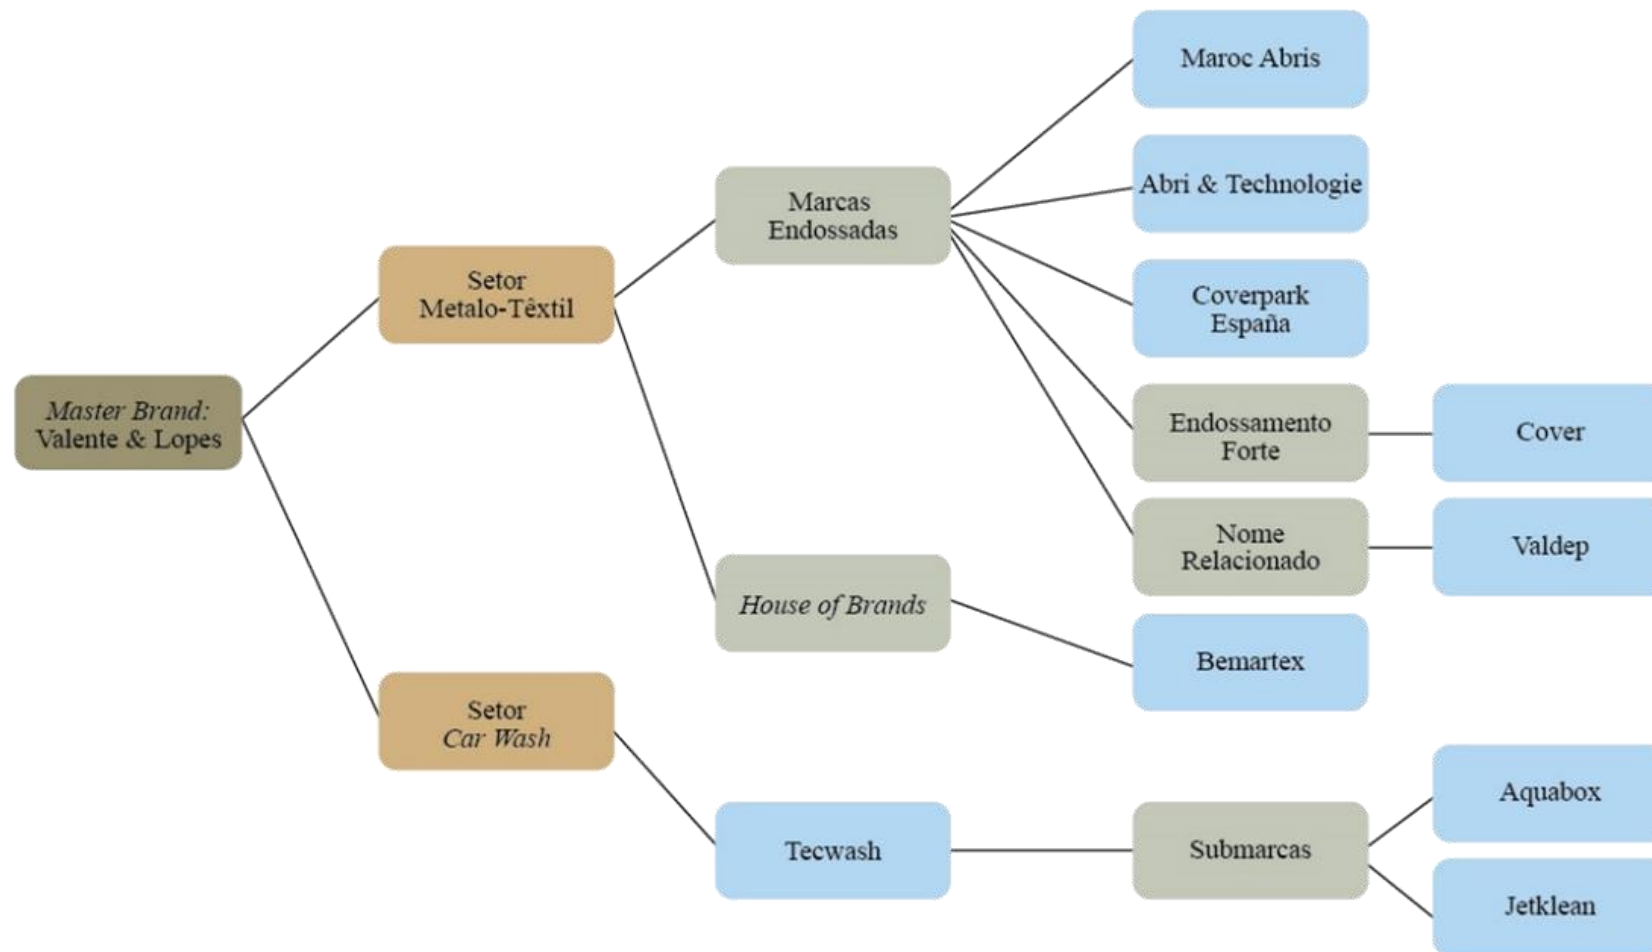 Master Brand:
Valente & Lopes
Setor
Metalo-Têxtil
Setor
Car Wash
Marcas
Endossadas
House of Brands
Tecwash
Maroc Abris
Abri & Technologie
Coverpark
España
Endossamento
Forte
Nome
Relacionado
Bemartex
Submarcas
Cover
Valdep
Aquabox
Jetklean